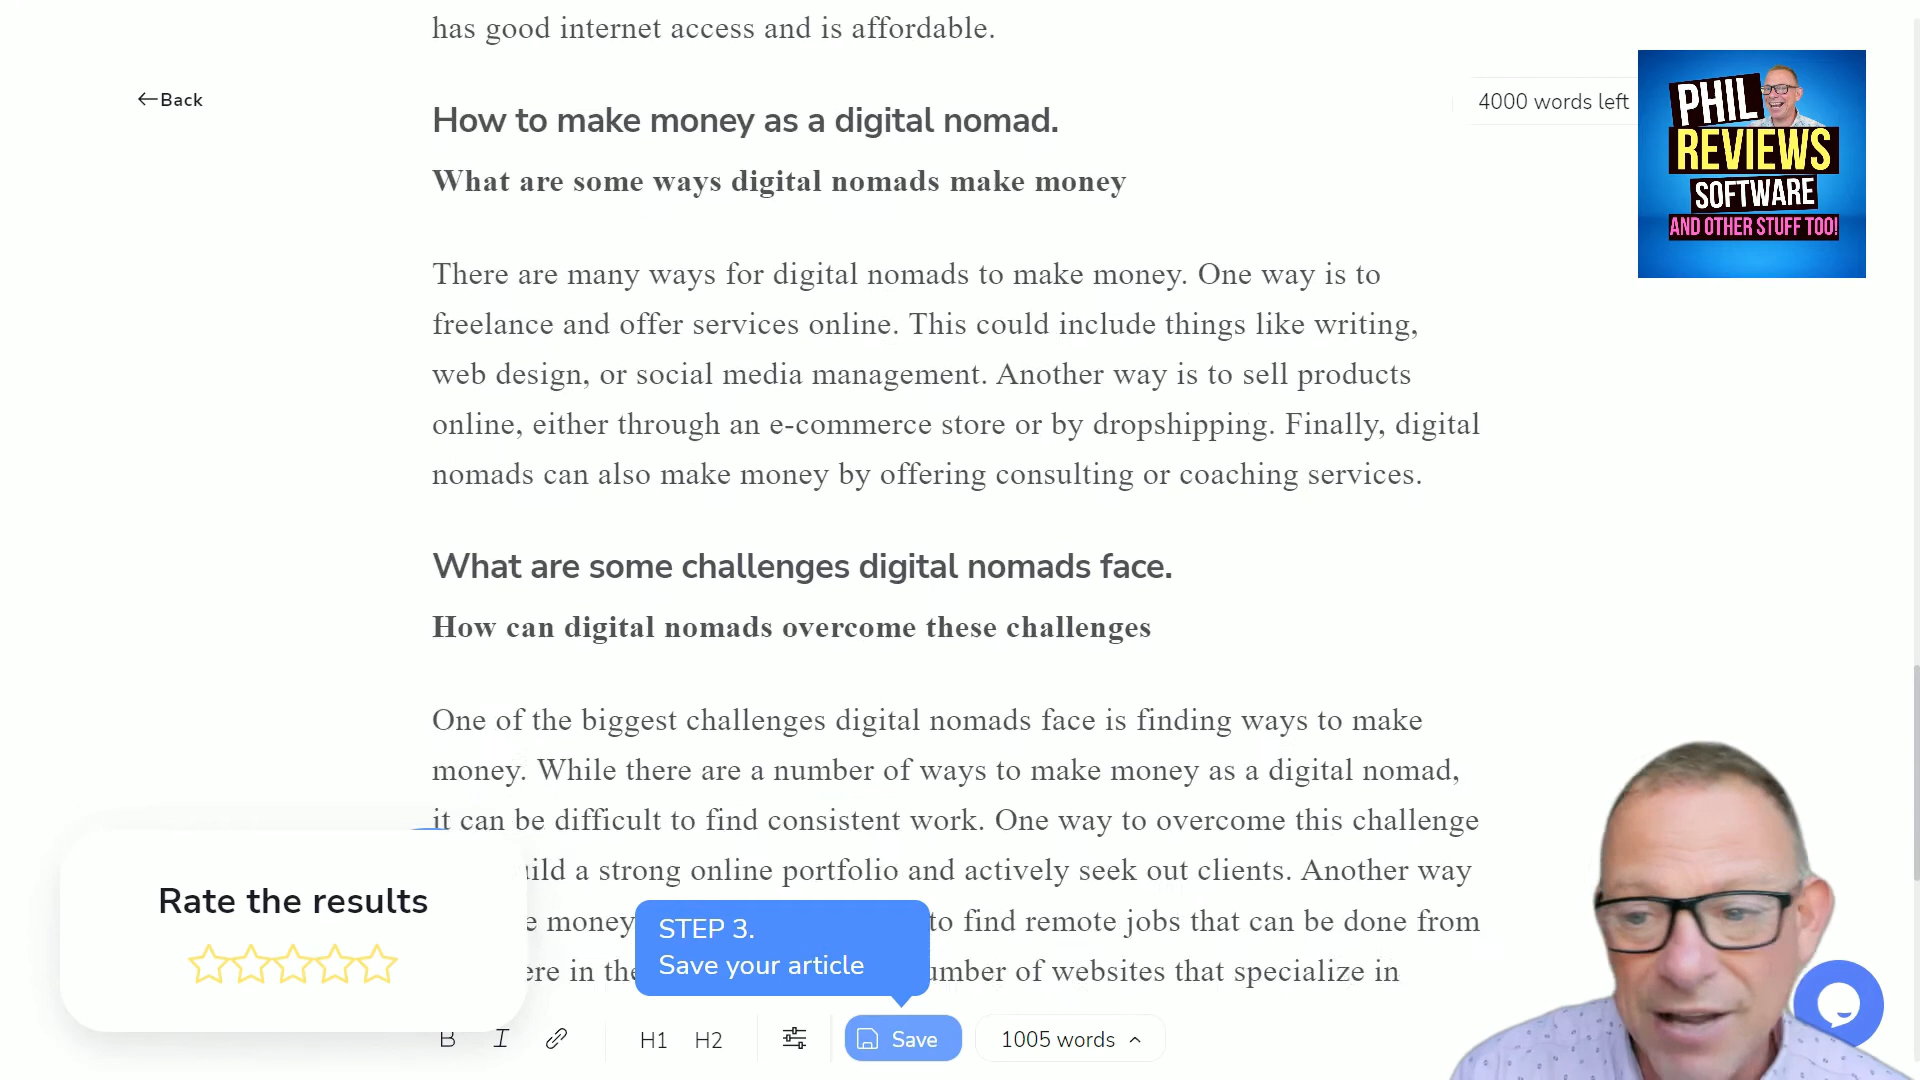 has good internet access and is affordable.
Back
4000 words left
PHIL
REVIEWS
SOFTWARE
AND OTHER STUFF TOO!
How to make money as a digital nomad.
What are some ways digital nomads make money
There are many ways for digital nomads to make money. One way is to
freelance and offer services online. This could include things like writing,
web design, or social media management. Another way is to sell products
online, either through an e-commerce store or by dropshipping. Finally, digital
nomads can also make money by offering consulting or coaching services.
What are some challenges digital nomads face.
How can digital nomads overcome these challenges
One of the biggest challenges digital nomads face is finding ways to make
money. While there are a number of ways to make money as a digital nomad,
it can be difficult to find consistent work. One way to overcome this challenge
a strong online portfolio and actively seek out clients. Another way
money to find remote jobs that can be done from
in the number of websites that specialize in
Rate the results
STEP 3.
Save your article
B I H1 H2 Save 1005 words